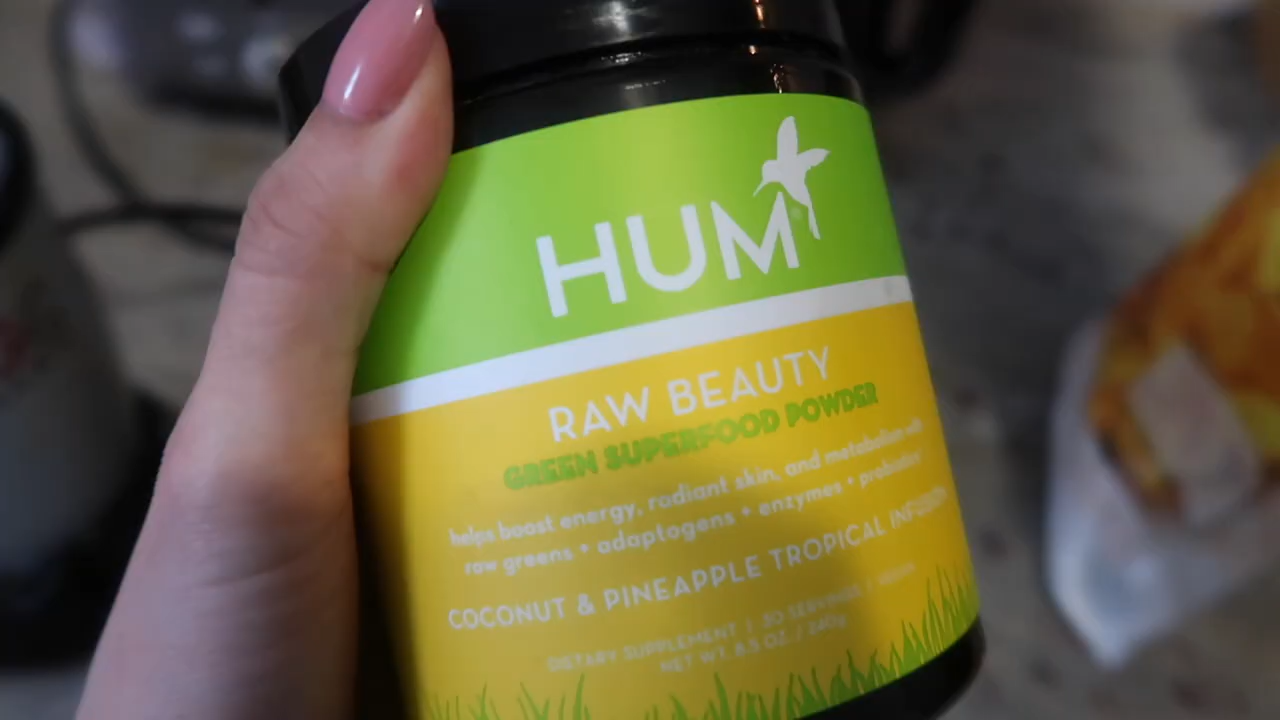 HUM
RAW BEAUTY
GREEN SUPERFOOD POWDER
helps boost energy, radiant skin, and metabolism with
raw greens • adaptogens • enzymes • probiotics
COCONUT & PINEAPPLE TROPICAL INFUSION
DIETARY SUPPLEMENT | 30 SERVINGS |
NET WT. 8.5 OZ. / 240g